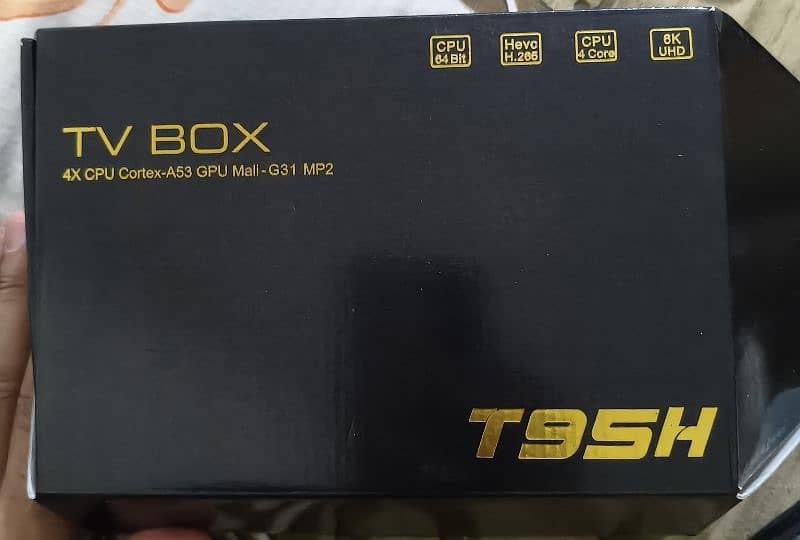 CPU
64 Bit
Hevc
H.265
CPU
4 Core
6K
UHD
TV BOX
4X CPU Cortex-A53 GPU Mali-G31 MP2
T95H